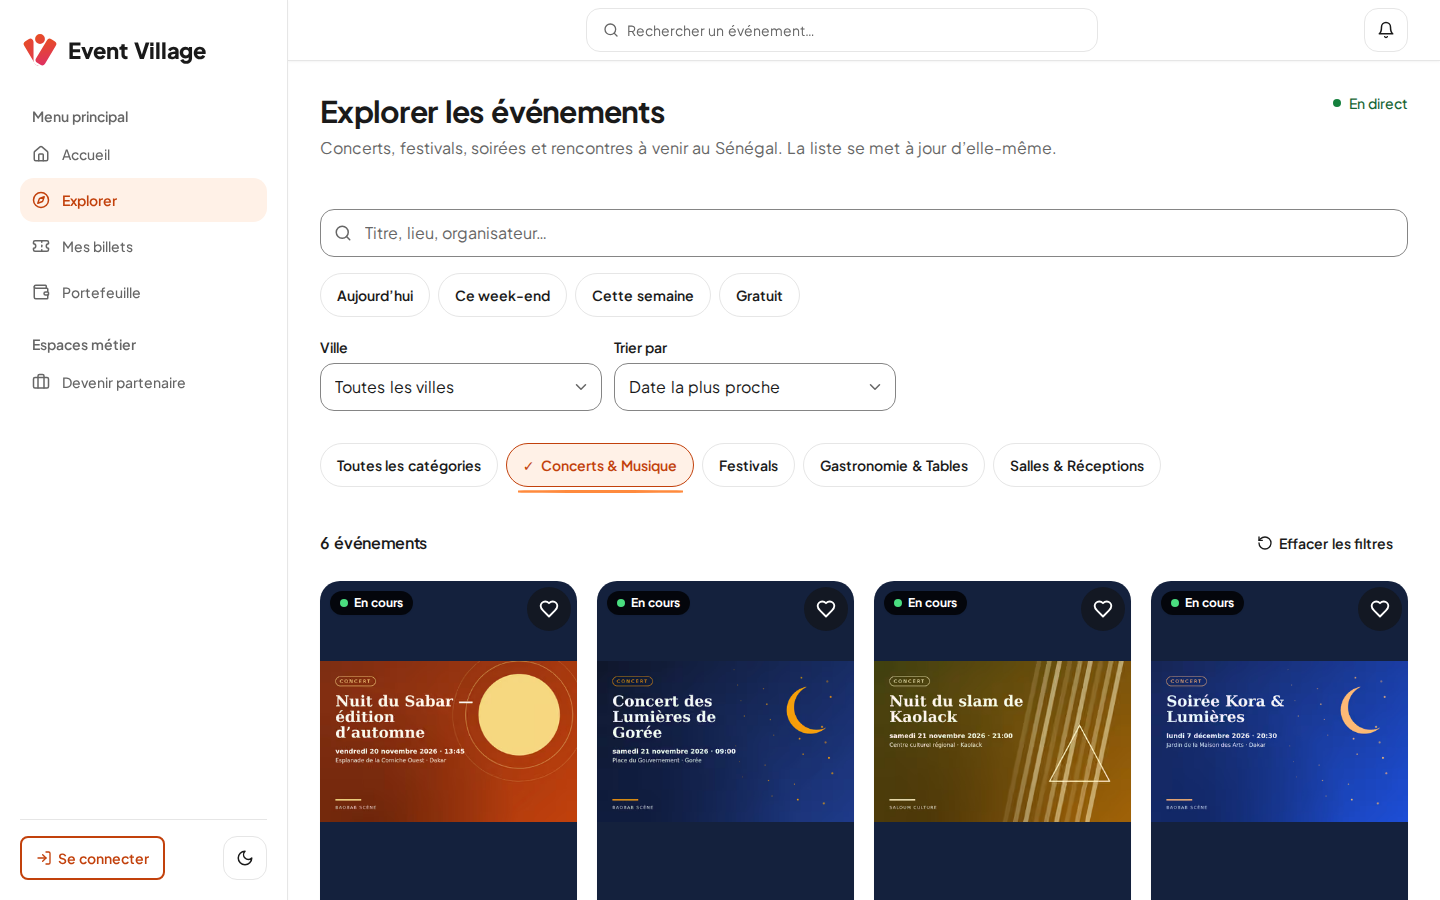 Event Village
Rechercher un événement...
Menu principal
Accueil
Explorer
Mes billets
Portefeuille
Espaces métier
Devenir partenaire
Se connecter
Explorer les événements
En direct
Concerts, festivals, soirées et rencontres à venir au Sénégal. La liste se met à jour d’elle-même.
Titre, lieu, organisateur...
Aujourd’hui
Ce week-end
Cette semaine
Gratuit
Ville
Trier par
Toutes les villes
Date la plus proche
Toutes les catégories
✓ Concerts & Musique
Festivals
Gastronomie & Tables
Salles & Réceptions
6 événements
Effacer les filtres
En cours
CONCERT
Nuit du Sabar —
édition
d’automne
vendredi 20 novembre 2026 · 13:45
Esplanade de la Corniche Ouest · Dakar
BAOBAB SCÈNE
En cours
CONCERT
Concert des
Lumières de
Gorée
samedi 21 novembre 2026 · 09:00
Place du Gouvernement · Gorée
BAOBAB SCÈNE
En cours
CONCERT
Nuit du slam de
Kaolack
samedi 21 novembre 2026 · 21:00
Centre culturel régional · Kaolack
SALOUM CULTURE
En cours
CONCERT
Soirée Kora &
Lumières
lundi 7 décembre 2026 · 20:30
Jardin de la Maison des Arts · Dakar
BAOBAB SCÈNE